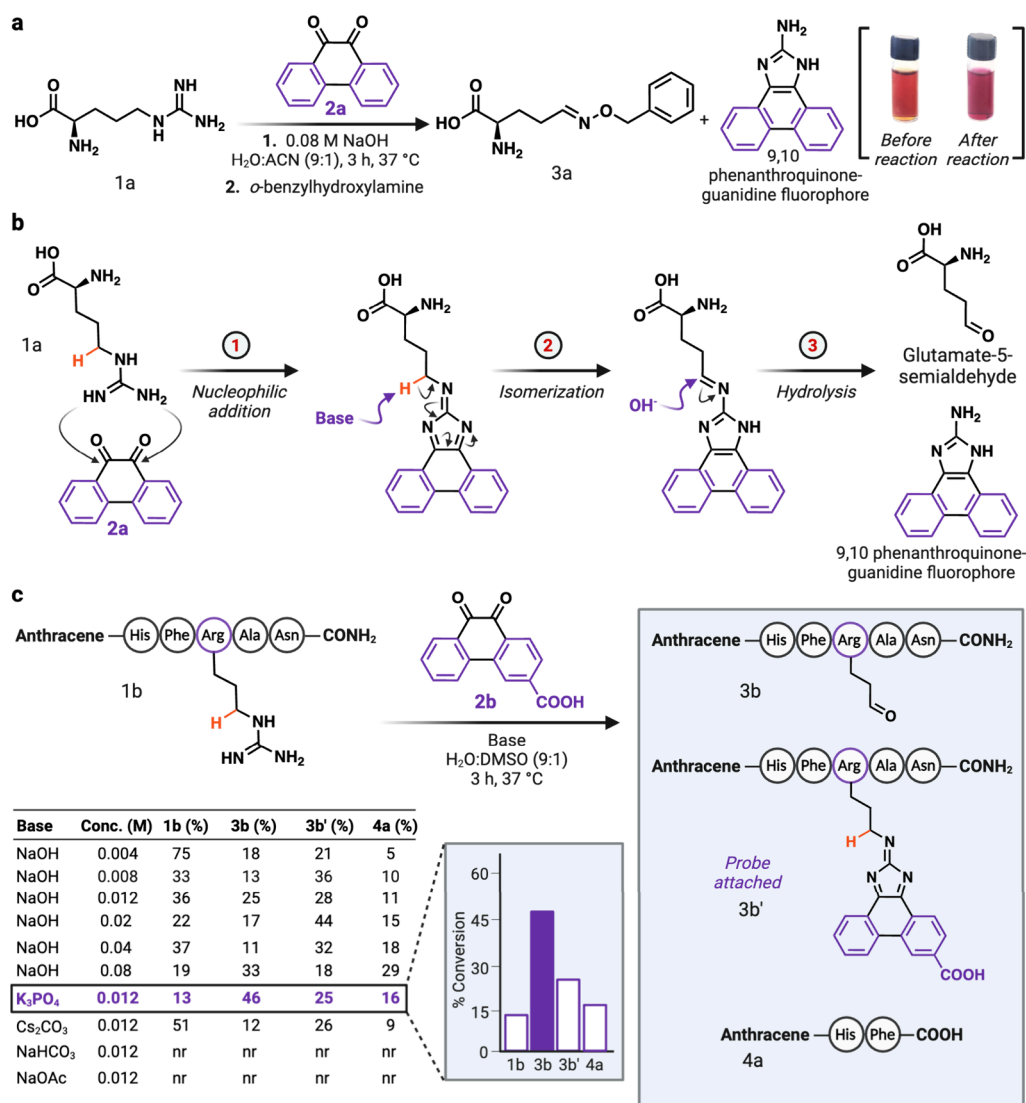 a
O
HO
NH₂
N
H
NH
NH₂
1a
O O
2a
1. 0.08 M NaOH
H₂O:ACN (9:1), 3 h, 37 °C
2. o-benzylhydroxylamine
O
HO
NH₂
N
O
3a
+
NH₂
N NH
9,10
phenanthroquinone-
guanidine fluorophore
Before reaction
After reaction
b
HO
O
NH₂
1a
H
NH
HN NH₂
O O
2a
1
Nucleophilic
addition
OH
O
NH₂
H
N
Base
N N
2
Isomerization
OH
O
NH₂
OH⁻
N
N NH
3
Hydrolysis
OH
O
NH₂
O
Glutamate-5-
semialdehyde
NH₂
N NH
9,10 phenanthroquinone-
guanidine fluorophore
c
Anthracene His Phe Arg Ala Asn CONH₂
1b
H
NH
HN NH₂
O O
2b
COOH
Base
H₂O:DMSO (9:1)
3 h, 37 °C
Anthracene His Phe Arg Ala Asn CONH₂
3b
O
Anthracene His Phe Arg Ala Asn CONH₂
H
N
N N
Probe
attached
3b'
COOH
Anthracene His Phe COOH
4a
Base Conc. (M) 1b (%) 3b (%) 3b' (%) 4a (%)
NaOH 0.004 75 18 21 5
NaOH 0.008 33 13 36 10
NaOH 0.012 36 25 28 11
NaOH 0.02 22 17 44 15
NaOH 0.04 37 11 32 18
NaOH 0.08 19 33 18 29
K₃PO₄ 0.012 13 46 25 16
Cs₂CO₃ 0.012 51 12 26 9
NaHCO₃ 0.012 nr nr nr nr
NaOAc 0.012 nr nr nr nr
% Conversion
60
45
15
0
1b 3b 3b' 4a